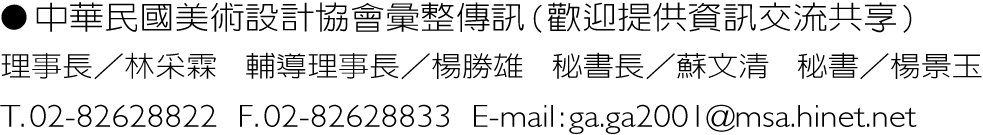 ●中華民國美術設計協會彙整傳訊(歡迎提供資訊交流共享)
理事長／林采霖　輔導理事長／楊勝雄　秘書長／蘇文清　秘書／楊景玉
T.02-82628822 F.02-82628833 E-mail:ga.ga2001@msa.hinet.net